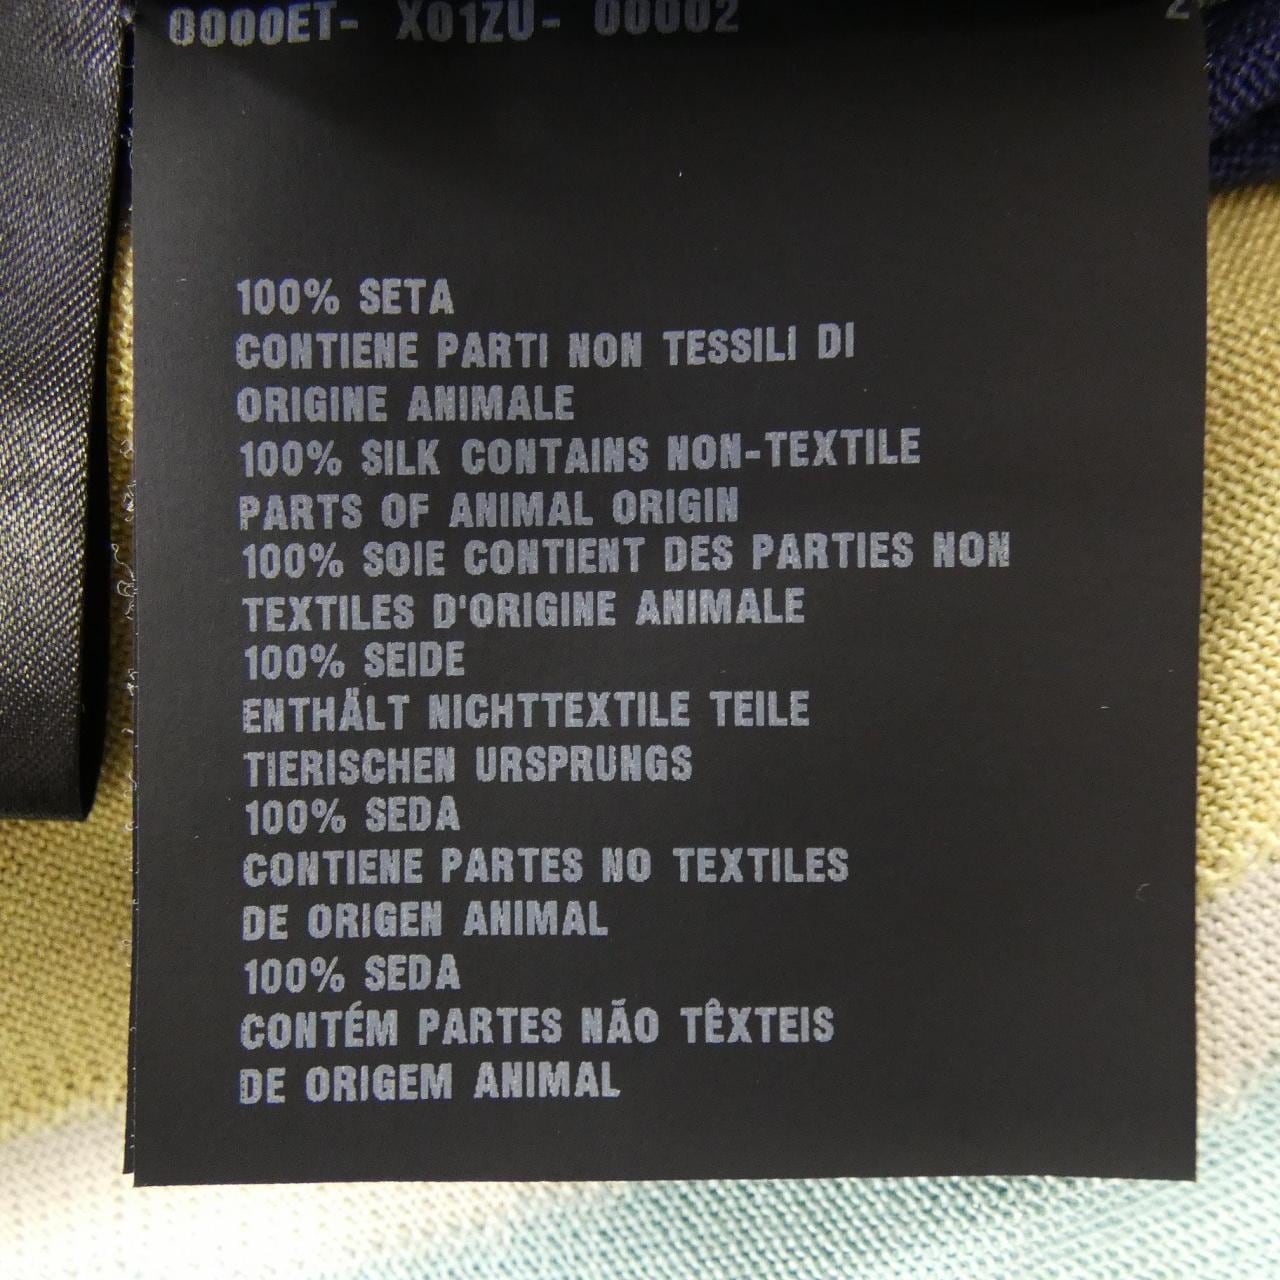 0000ET- X01ZU- 00002
100% SETA
CONTIENE PARTI NON TESSILI DI
ORIGINE ANIMALE
100% SILK CONTAINS NON-TEXTILE
PARTS OF ANIMAL ORIGIN
100% SOIE CONTIENT DES PARTIES NON
TEXTILES D'ORIGINE ANIMALE
100% SEIDE
ENTHÄLT NICHTTEXTILE TEILE
TIERISCHEN URSPRUNGS
100% SEDA
CONTIENE PARTES NO TEXTILES
DE ORIGEN ANIMAL
100% SEDA
CONTÉM PARTES NÃO TÊXTEIS
DE ORIGEM ANIMAL